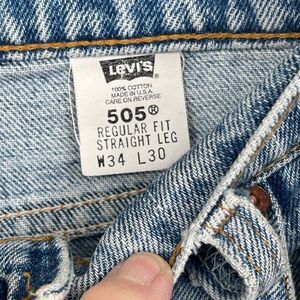 LEVI'S
100% COTTON
MADE IN U.S.A.
CARE ON REVERSE
505®
REGULAR FIT
STRAIGHT LEG
W34 L30